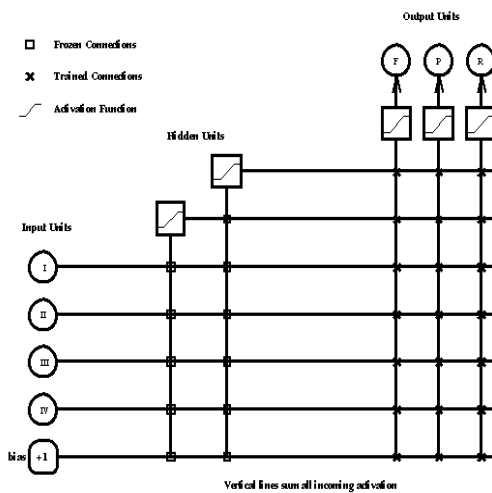 Output Units
Frozen Connections
F P R
Trained Connections
Activation Function
Hidden Units
Input Units
I
II
III
IV
bias +1
Vertical lines sum all incoming activation